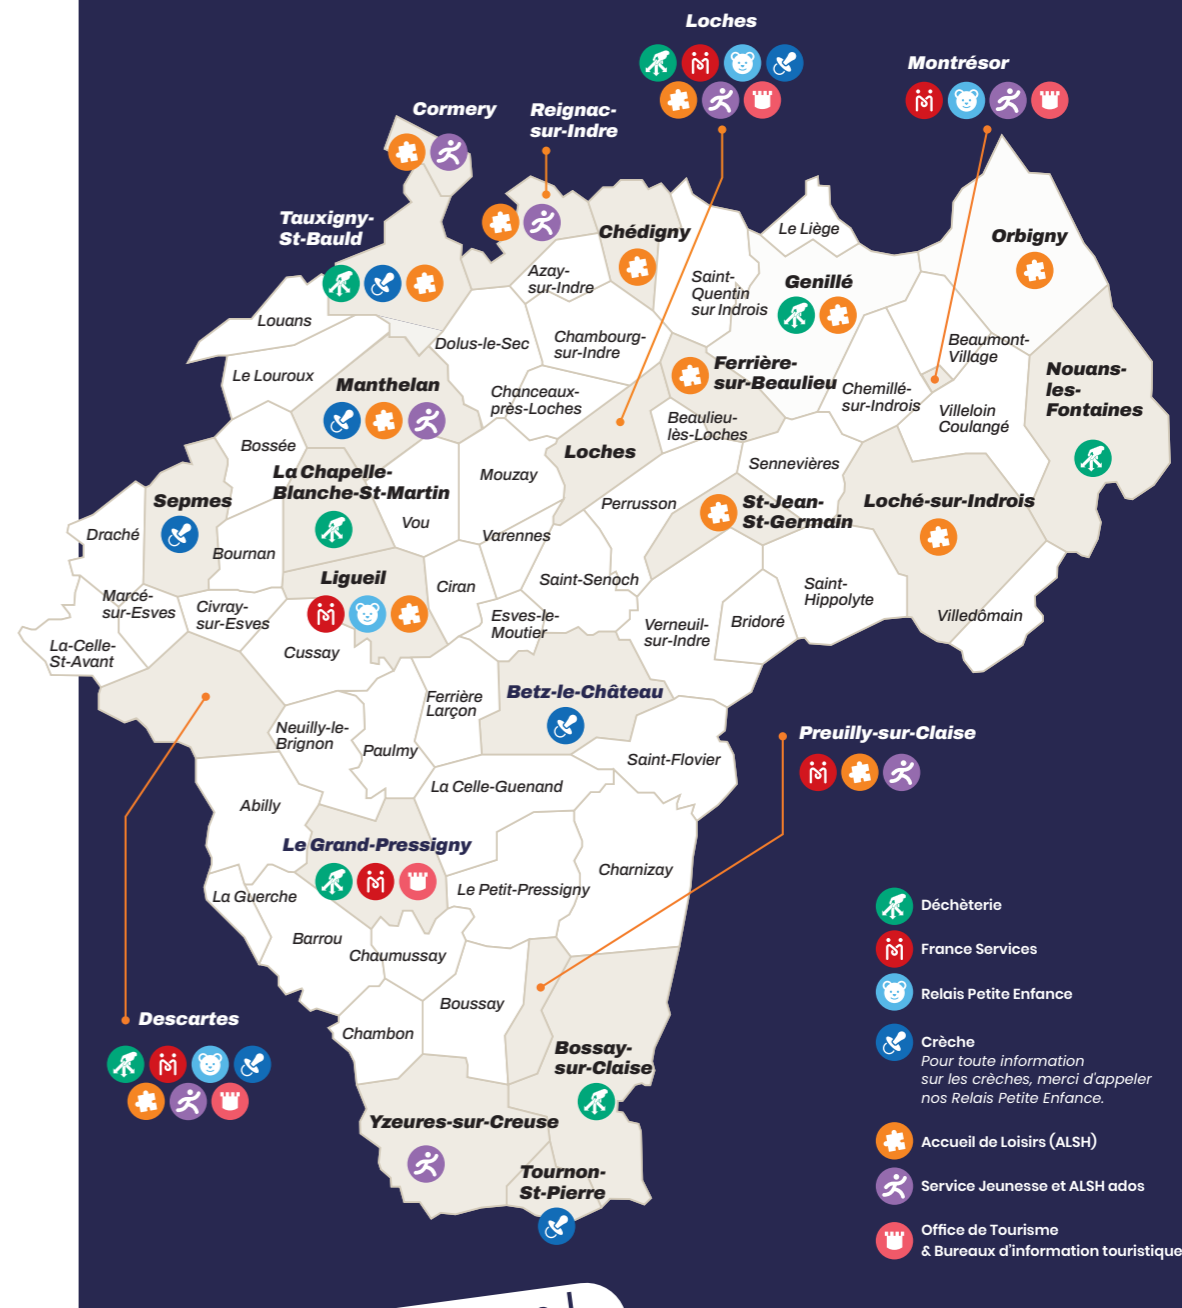 Loches
Montrésor
Cormery
Reignac-
sur-Indre
Tauxigny-
St-Bauld
Chédigny
Le Liège
Orbigny
Azay-
sur-Indre
Saint-
Quentin
sur Indrois
Genillé
Louans
Dolus-le-Sec
Chambourg-
sur-Indre
Beaumont-
Village
Le Louroux
Manthelan
Chanceaux-
près-Loches
Ferrière-
sur-Beaulieu
Chemillé-
sur-Indrois
Nouans-
les-
Fontaines
Villeloin
Coulangé
Beaulieu-
lès-Loches
Bossée
Loches
La Chapelle-
Blanche-St-Martin
Mouzay
Sennevières
Sepmes
Perrusson
St-Jean-
St-Germain
Loché-sur-Indrois
Draché
Vou
Varennes
Bournan
Ligueil
Ciran
Saint-Senoch
Saint-
Hippolyte
Marcé-
sur-Esves
Civray-
sur-Esves
Esves-le-
Moutier
Verneuil-
sur-Indre
Bridoré
Villedômain
La-Celle-
St-Avant
Cussay
Ferrière
Larçon
Betz-le-Château
Neuilly-le-
Brignon
Paulmy
Preuilly-sur-Claise
Saint-Flovier
La Celle-Guenand
Abilly
Le Grand-Pressigny
Charnizay
La Guerche
Le Petit-Pressigny
Barrou
Chaumussay
Boussay
Descartes
Chambon
Bossay-
sur-Claise
Yzeures-sur-Creuse
Tournon-
St-Pierre
Déchèterie
France Services
Relais Petite Enfance
Crèche
Pour toute information
sur les crèches, merci d'appeler
nos Relais Petite Enfance.
Accueil de Loisirs (ALSH)
Service Jeunesse et ALSH ados
Office de Tourisme
& Bureaux d'information touristique